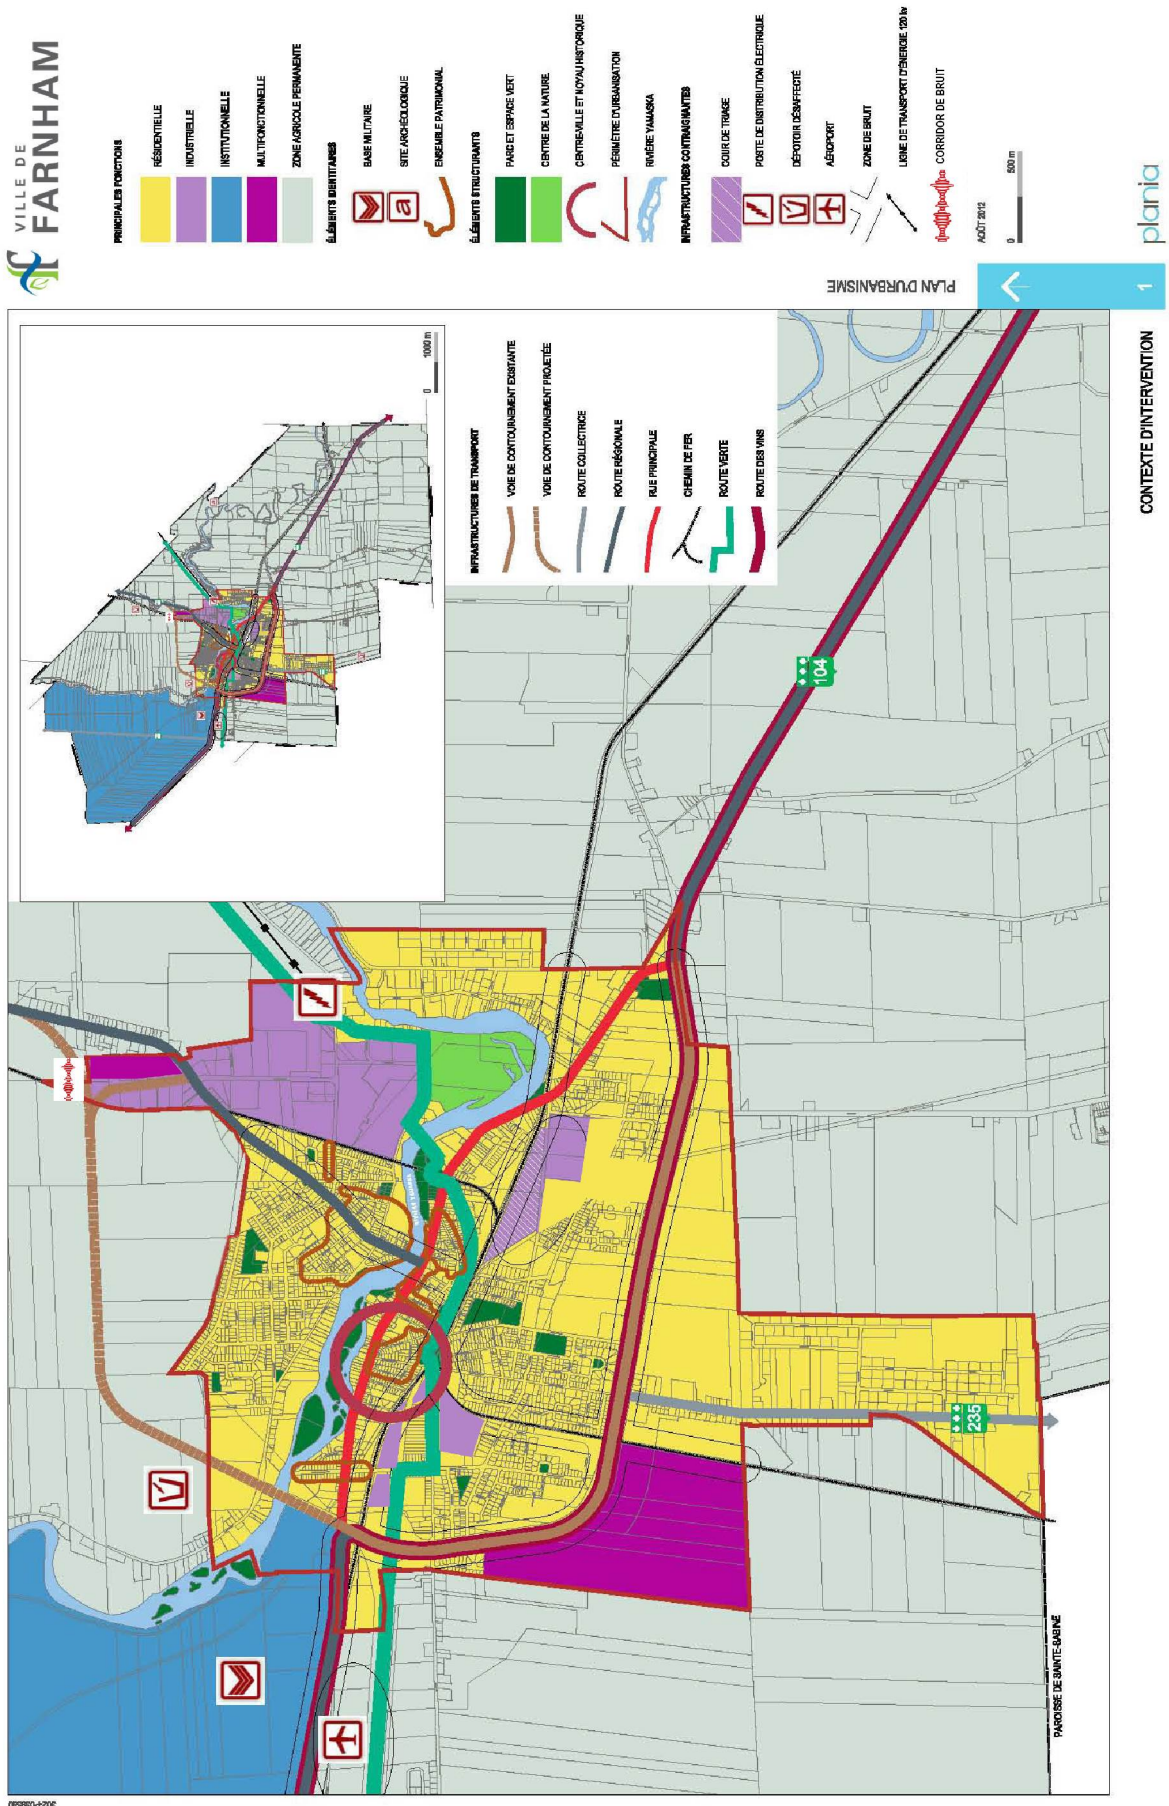 VILLE DE
FARNHAM
PRINCIPALES FONCTIONS
RÉSIDENTIELLE
INDUSTRIELLE
INSTITUTIONNELLE
MULTIFONCTIONNELLE
ZONE AGRICOLE PERMANENTE
ÉLÉMENTS IDENTITAIRES
BASE MILITAIRE
SITE ARCHÉOLOGIQUE
ENSEMBLE PATRIMONIAL
ÉLÉMENTS STRUCTURANTS
PARC ET ESPACE VERT
CENTRE DE LA NATURE
CENTRE-VILLE ET NOYAU HISTORIQUE
PÉRIMÈTRE D'URBANISATION
RIVIÈRE YAMASKA
INFRASTRUCTURES CONTRAIGNANTES
COUR DE TRIAGE
POSTE DE DISTRIBUTION ÉLECTRIQUE
DÉPOTOIR DÉSAFFECTÉ
AÉROPORT
ZONE DE BRUIT
LIGNE DE TRANSPORT D'ÉNERGIE 120 kv
CORRIDOR DE BRUIT
AOÛT 2012
0 500 m
plania
PLAN D'URBANISME
1
CONTEXTE D'INTERVENTION
0 1000 m
INFRASTRUCTURES DE TRANSPORT
VOIE DE CONTOURNEMENT EXISTANTE
VOIE DE CONTOURNEMENT PROJETÉE
ROUTE COLLECTRICE
ROUTE RÉGIONALE
RUE PRINCIPALE
CHEMIN DE FER
ROUTE VERTE
ROUTE DES VINS
104
235
PAROISSE DE SAINTE-SABINE